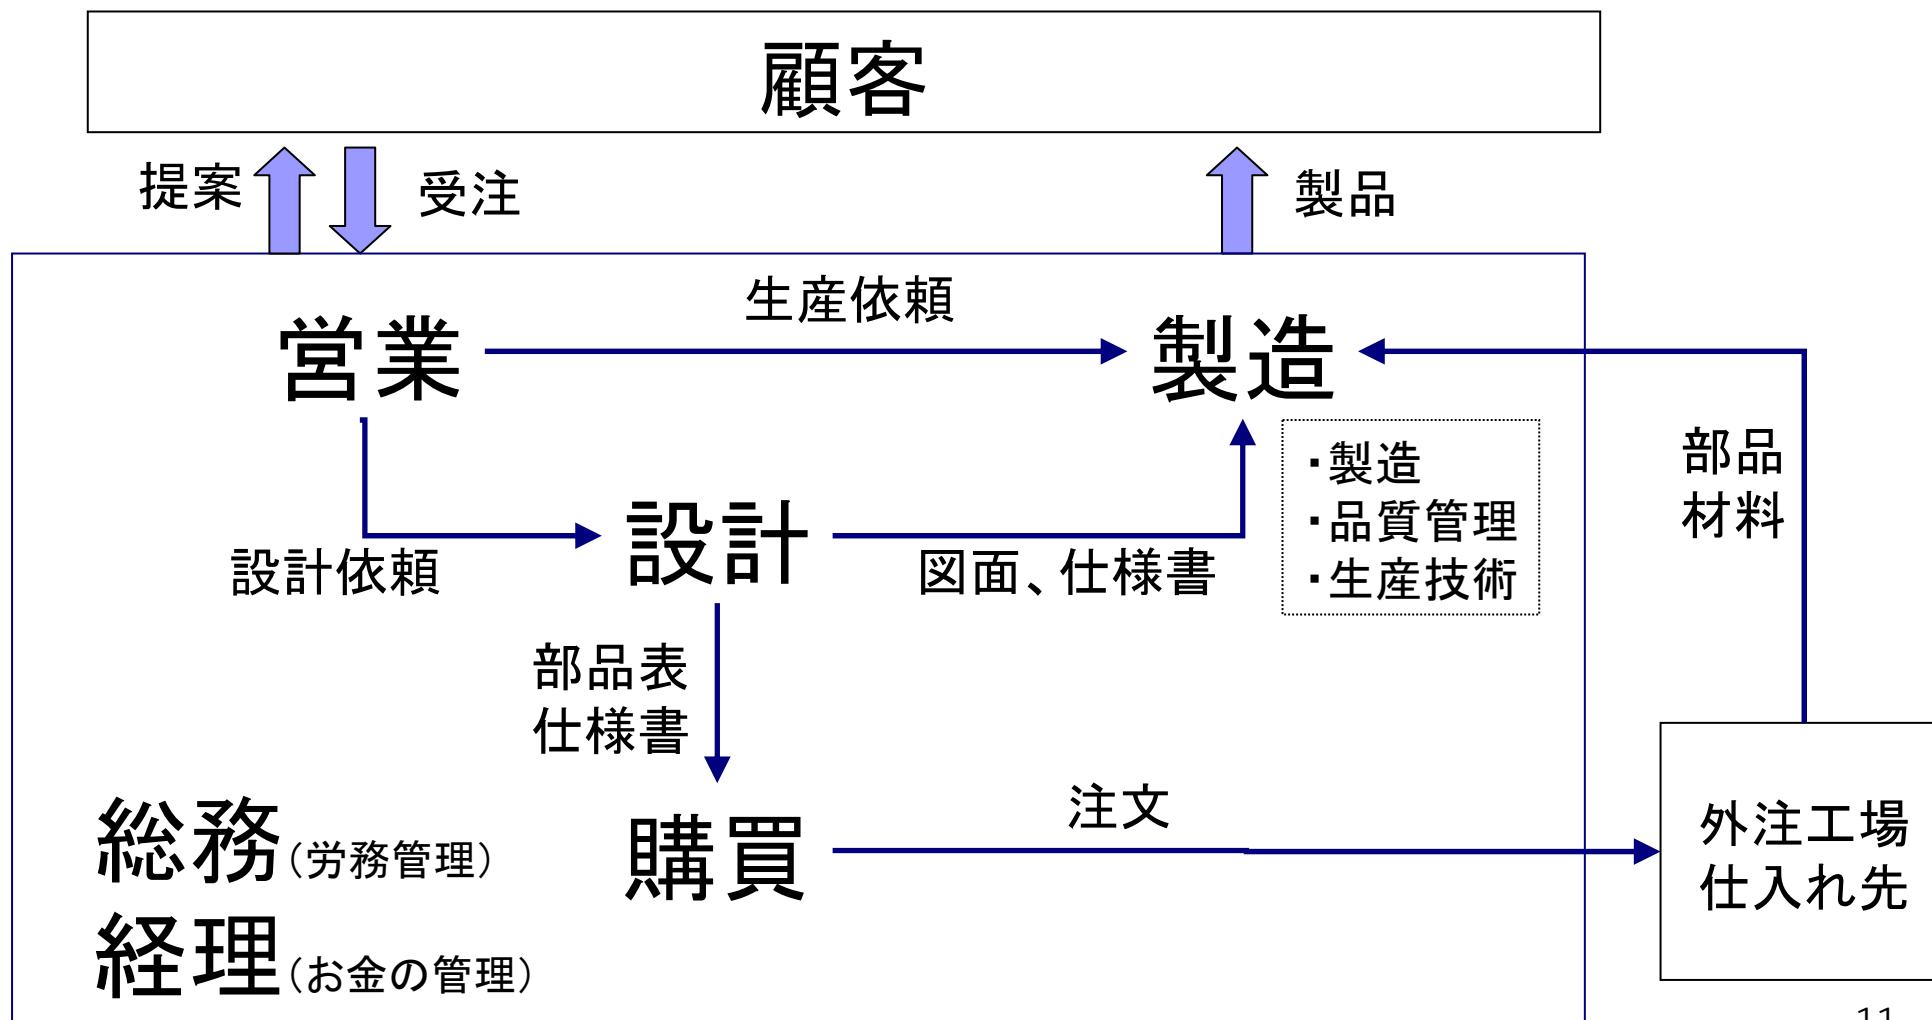 顧客
提案
受注
製品
生産依頼
営業
製造
・製造
・品質管理
・生産技術
部品
材料
設計
設計依頼
図面、仕様書
部品表
仕様書
注文
総務(労務管理)
購買
経理(お金の管理)
外注工場
仕入れ先
11